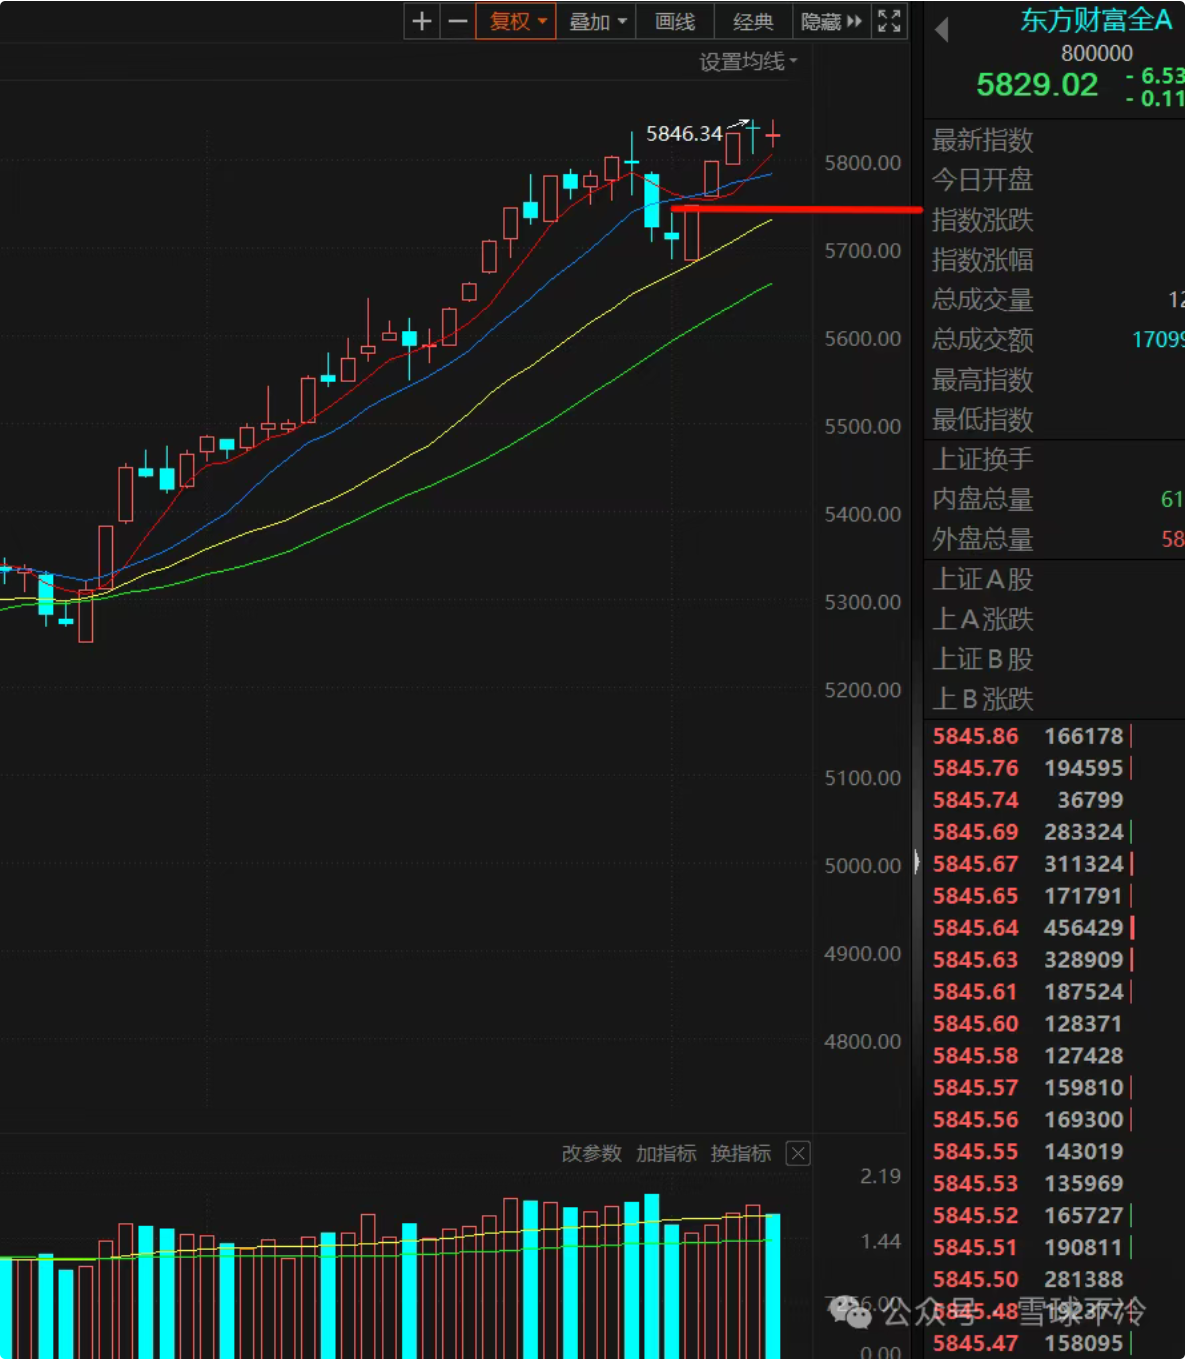 复权 叠加 画线 经典 隐藏
设置均线
东方财富全A
800000
5829.02
- 6.53
- 0.11
5846.34
5800.00
5700.00
5600.00
5500.00
5400.00
5300.00
5200.00
5100.00
5000.00
4900.00
4800.00
最新指数
今日开盘
指数涨跌
指数涨幅
总成交量 12
总成交额 17099
最高指数
最低指数
上证换手
内盘总量 61
外盘总量 58
上证A股
上A涨跌
上证B股
上B涨跌
5845.86 166178
5845.76 194595
5845.74 36799
5845.69 283324
5845.67 311324
5845.65 171791
5845.64 456429
5845.63 328909
5845.61 187524
5845.60 128371
5845.58 127428
5845.57 159810
5845.56 169300
5845.55 143019
5845.53 135969
5845.52 165727
5845.51 190811
5845.50 281388
5845.48 192377
5845.47 158095
改参数 加指标 换指标
2.19
1.44
0.00
公众号 雪球不冷